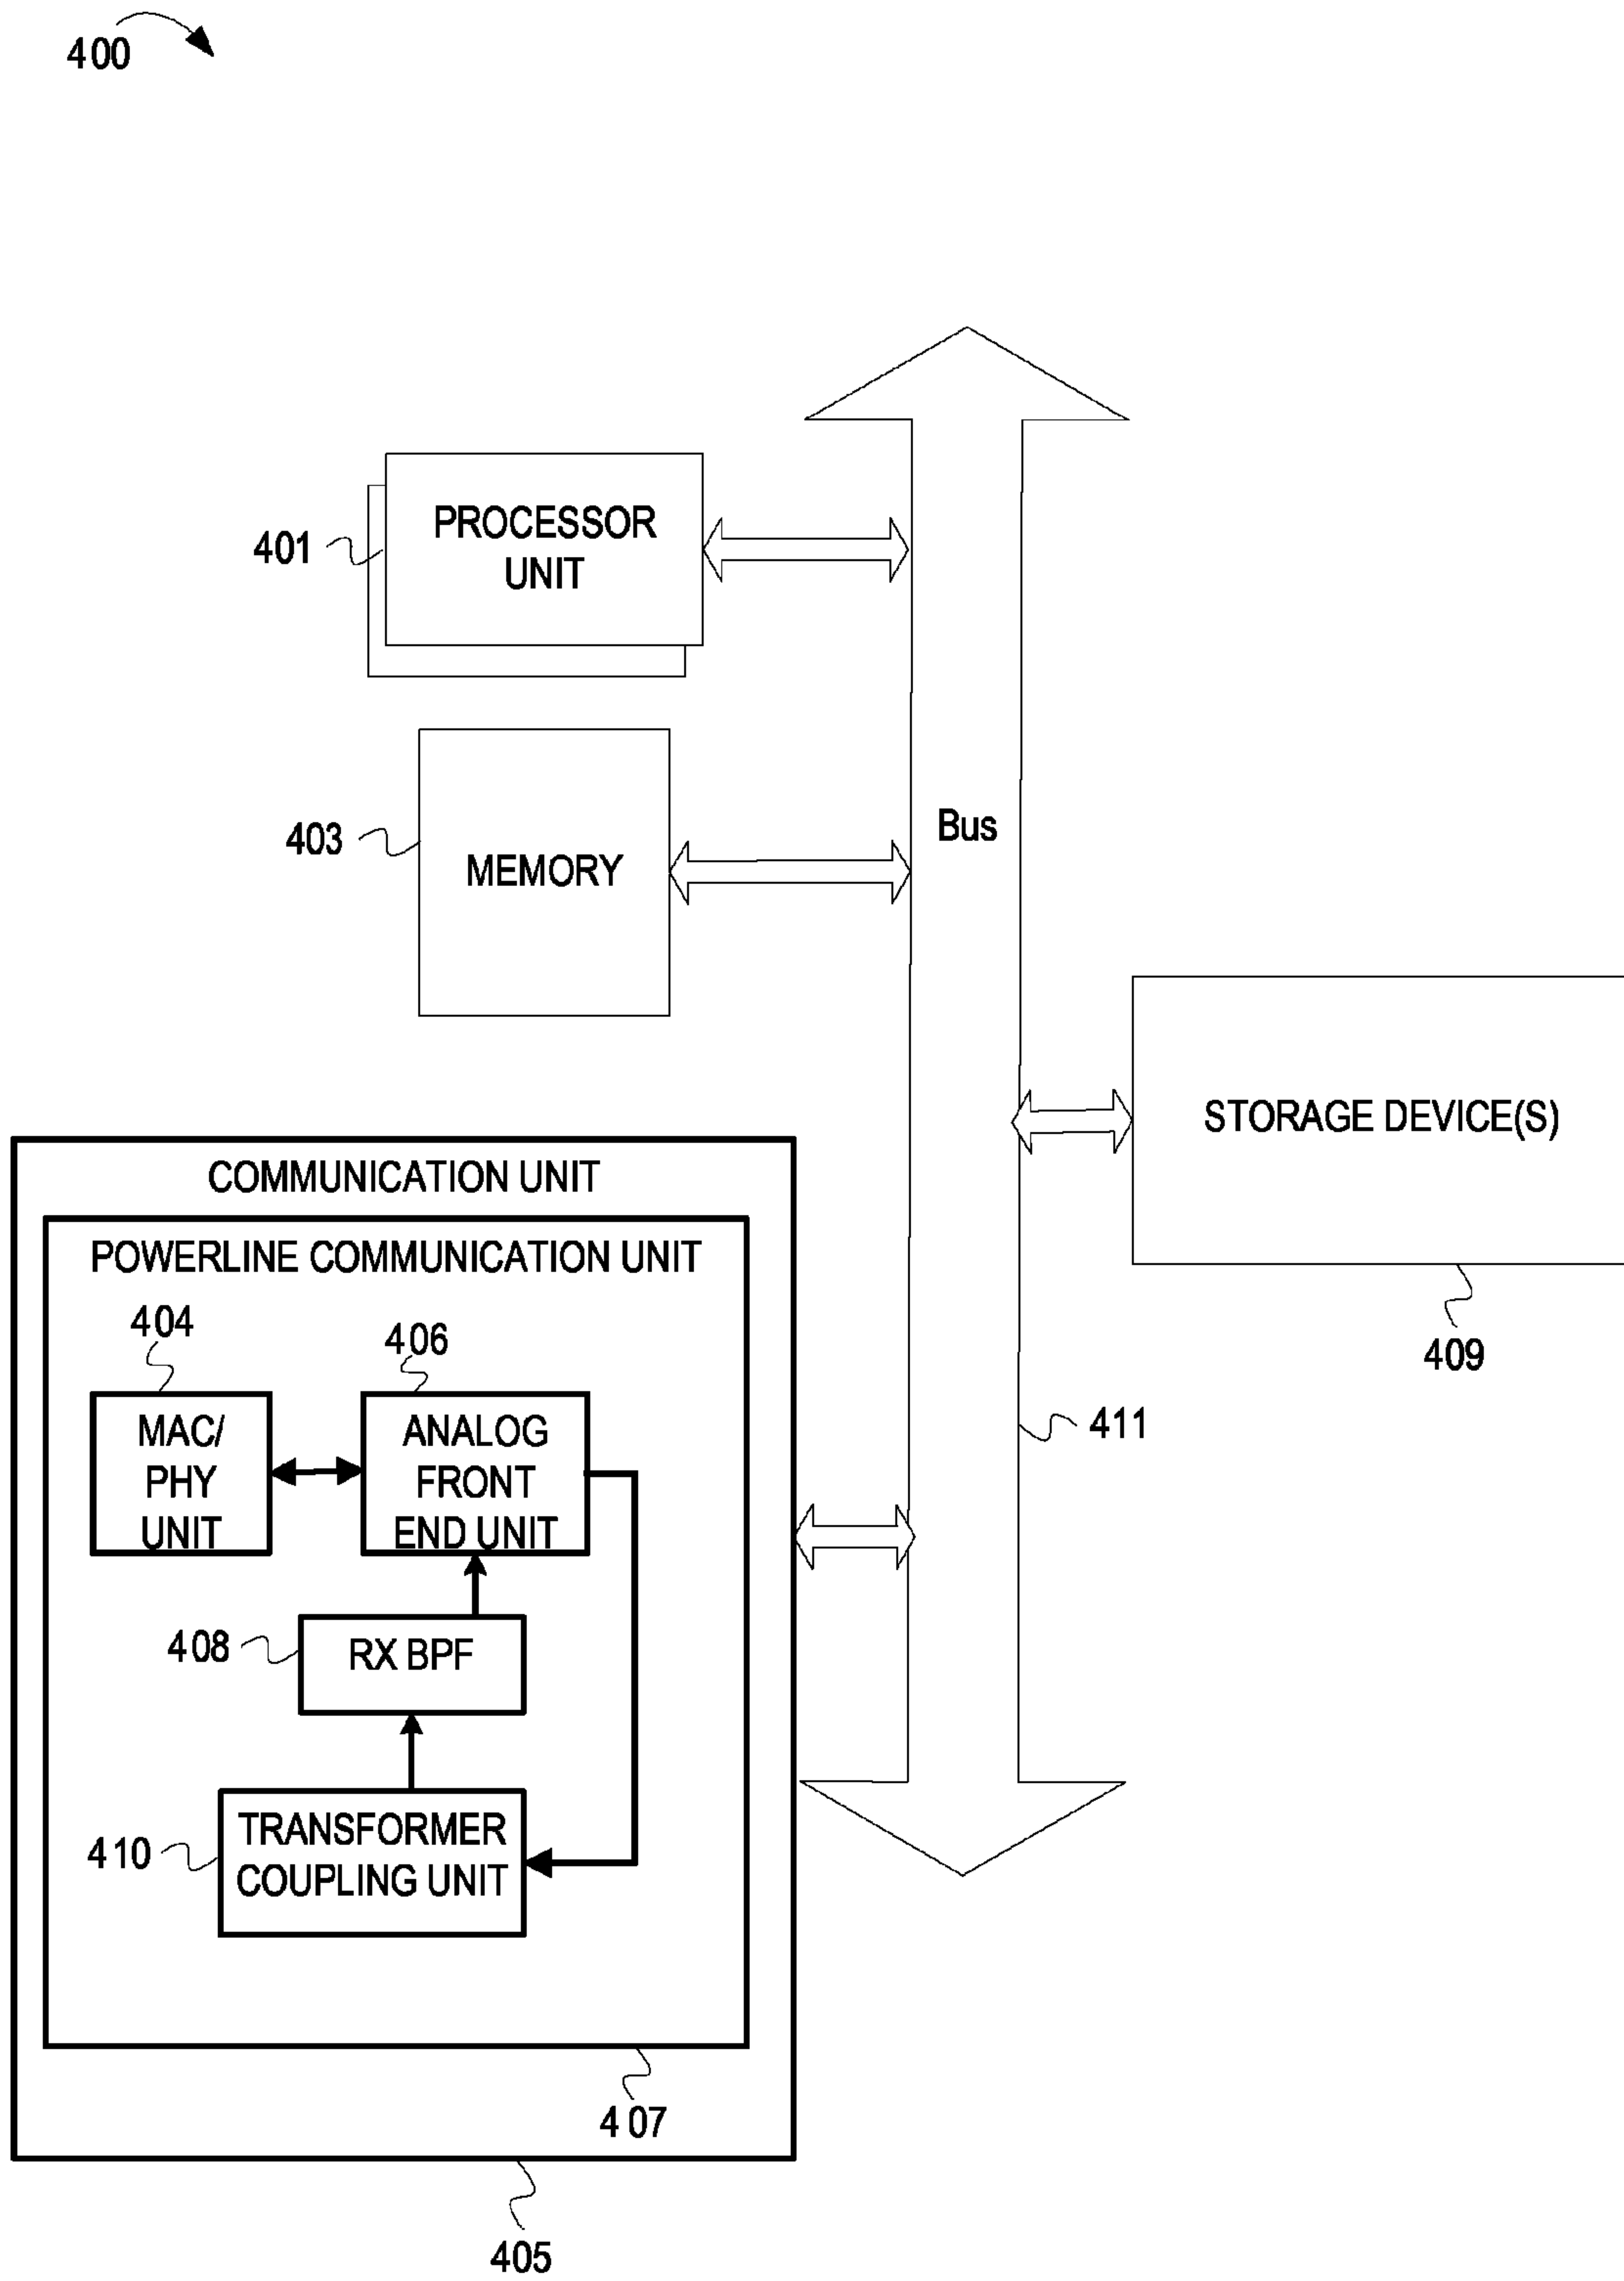 400
PROCESSOR
UNIT
401
Bus
403
MEMORY
STORAGE DEVICE(S)
409
COMMUNICATION UNIT
POWERLINE COMMUNICATION UNIT
404
406
MAC/
PHY
UNIT
ANALOG
FRONT
END UNIT
411
408
RX BPF
410
TRANSFORMER
COUPLING UNIT
407
405